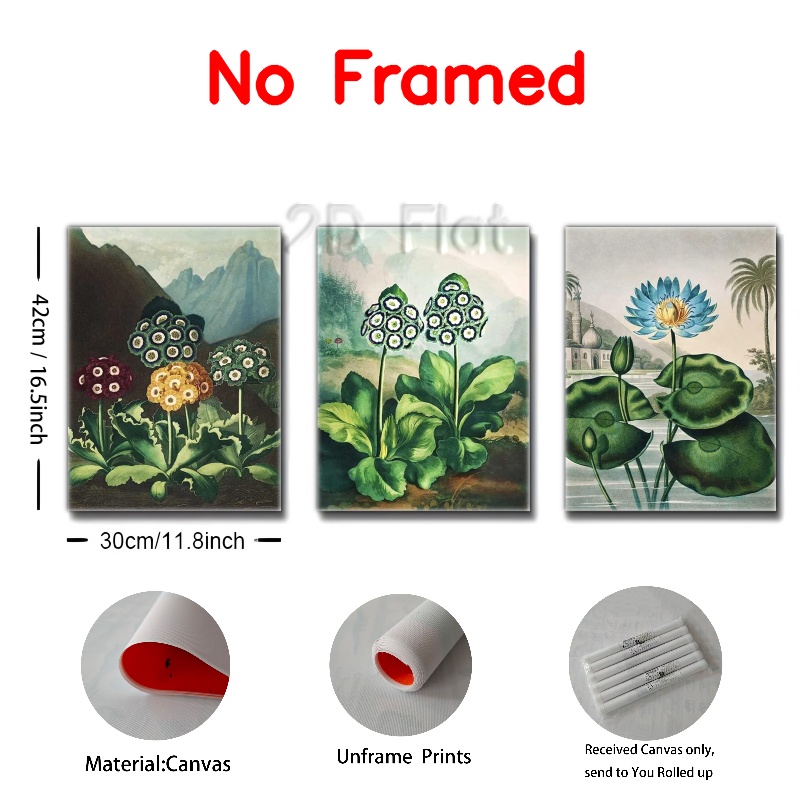 No Framed
2D Flat
42cm / 16.5inch
30cm/11.8inch
Material:Canvas
Unframe Prints
Received Canvas only,
send to You Rolled up